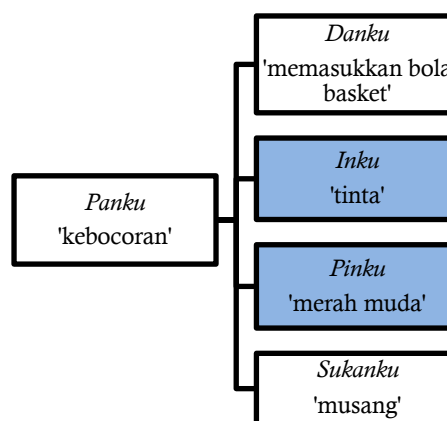 Panku
'kebocoran'
Danku
'memasukkan bola
basket'
Inku
'tinta'
Pinku
'merah muda'
Sukanku
'musang'